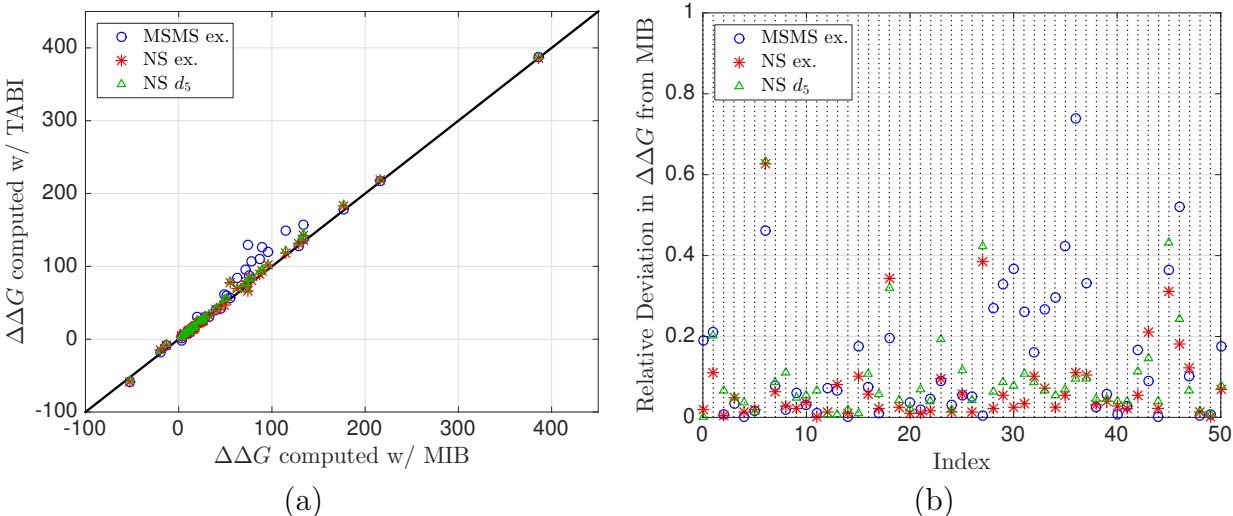 MSMS ex.
NS ex.
NS d5
ΔΔG computed w/ TABI
400
300
200
100
0
-100
-100 0 100 200 300 400
ΔΔG computed w/ MIB
(a)
MSMS ex.
NS ex.
NS d5
Relative Deviation in ΔΔG from MIB
1
0.8
0.6
0.4
0.2
0
0 10 20 30 40 50
Index
(b)